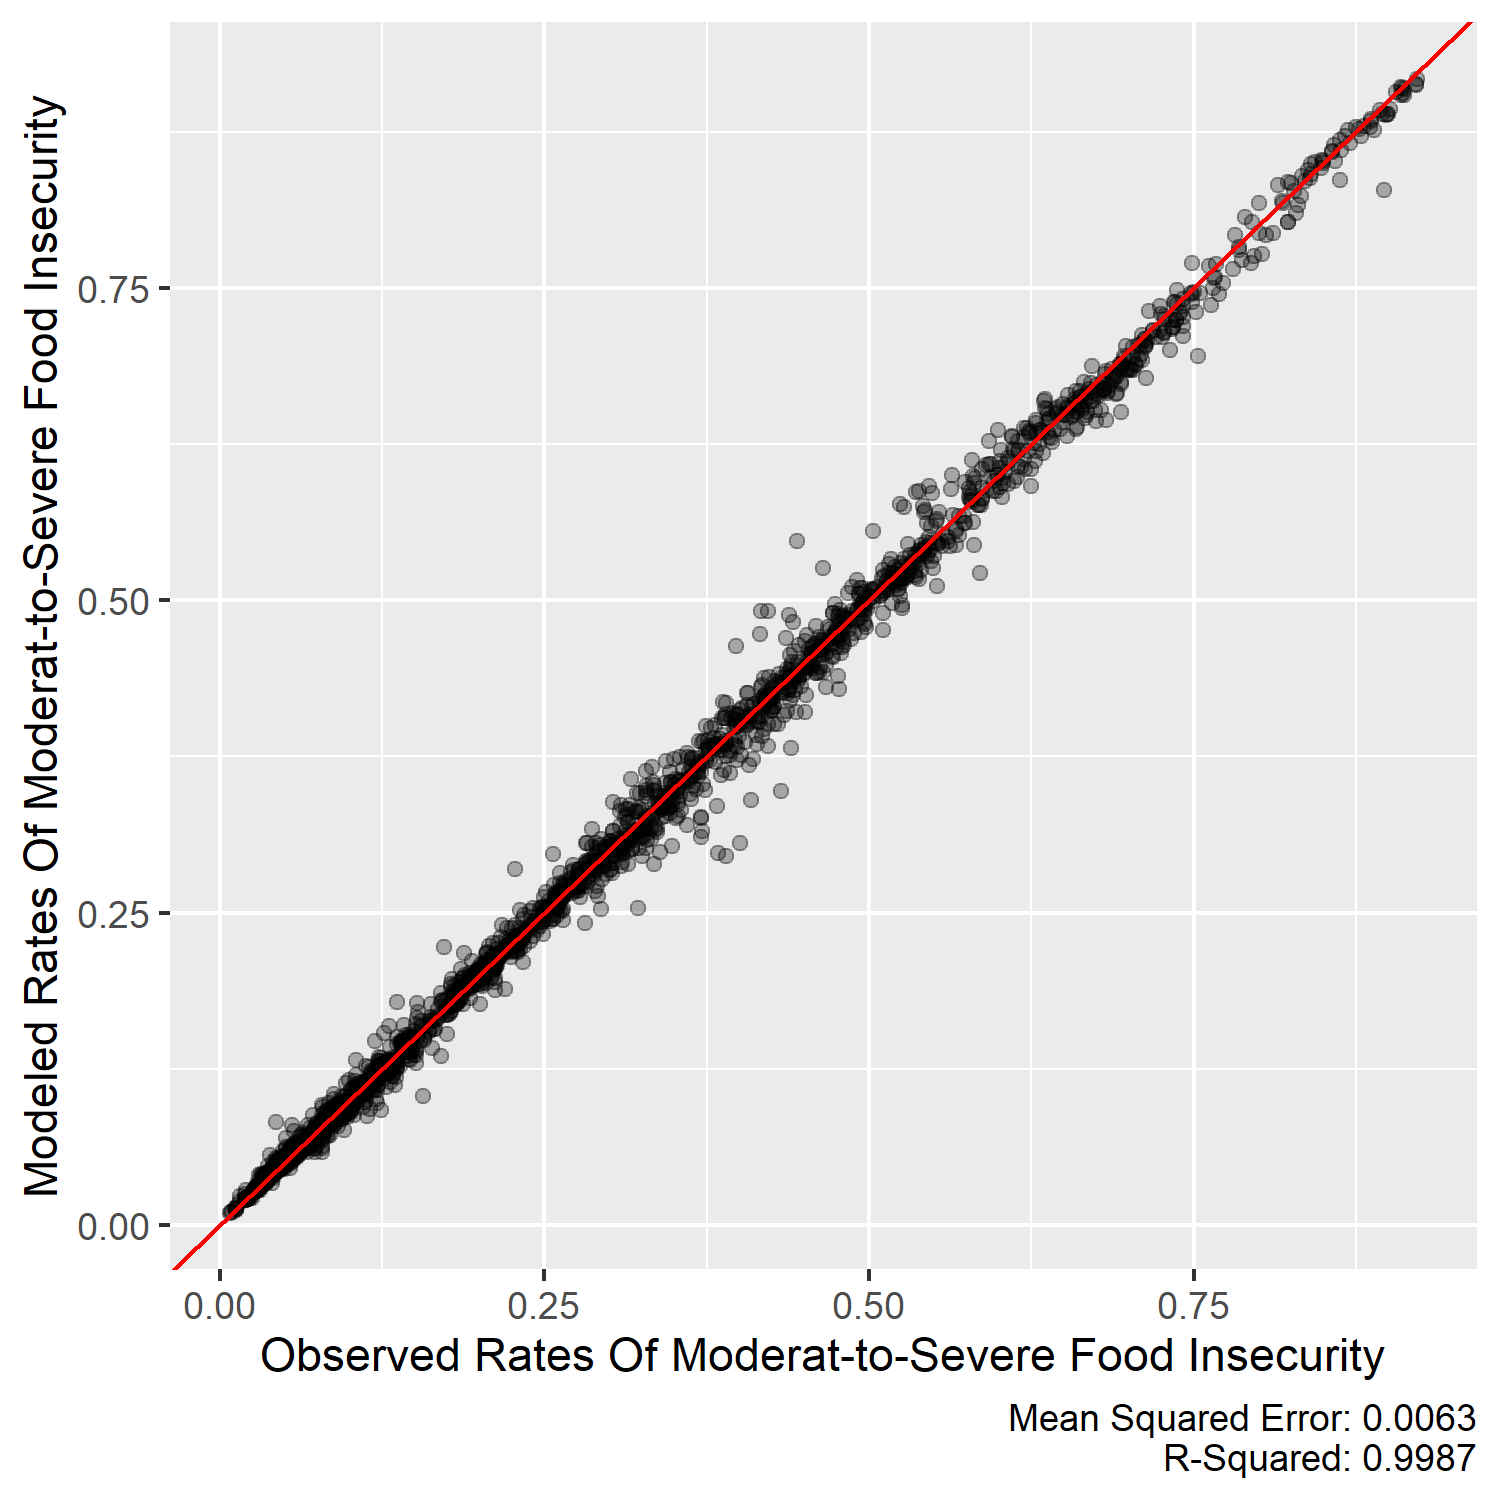 Modeled Rates Of Moderat-to-Severe Food Insecurity
0.75
0.50
0.25
0.00
0.00 0.25 0.50 0.75
Observed Rates Of Moderat-to-Severe Food Insecurity
Mean Squared Error: 0.0063
R-Squared: 0.9987